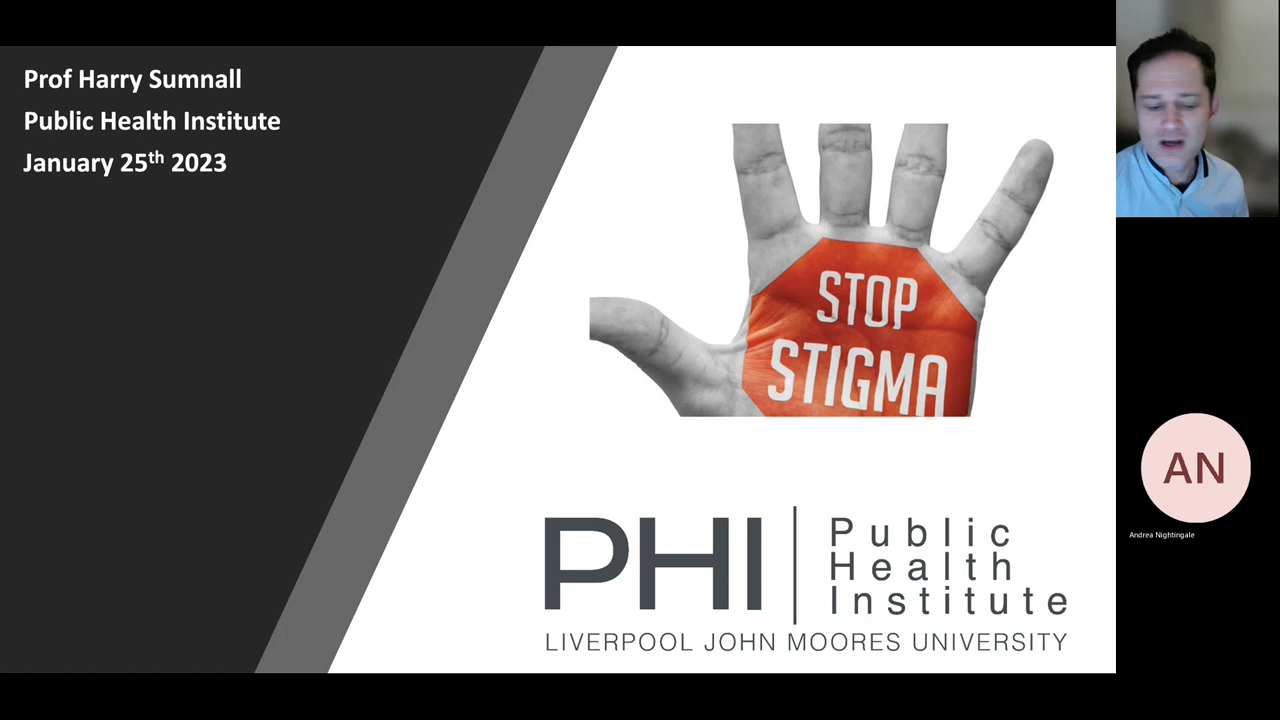 Prof Harry Sumnall
Public Health Institute
January 25th 2023
STOP
STIGMA
PHI
Public
Health
Institute
LIVERPOOL JOHN MOORES UNIVERSITY
AN
Andrea Nightingale